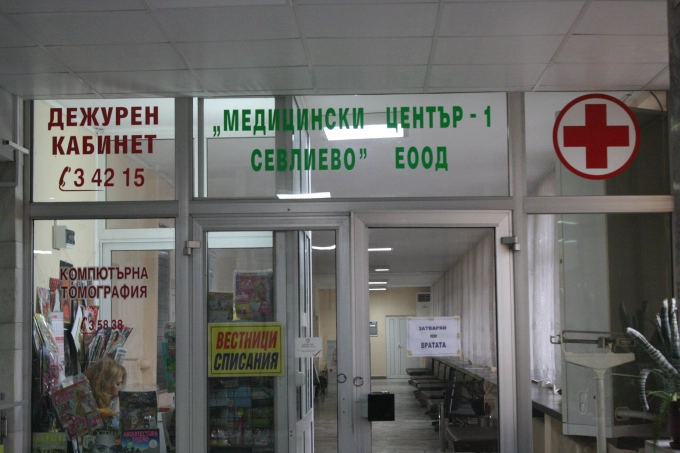 ДЕЖУРЕН
КАБИНЕТ
3 42 15
„МЕДИЦИНСКИ ЦЕНТЪР - 1
СЕВЛИЕВО” ЕООД
КОМПЮТЪРНА
ТОМОГРАФИЯ
3 58 38
ВЕСТНИЦИ
СПИСАНИЯ
ЗАТВАРЯЙ
ВРАТАТА